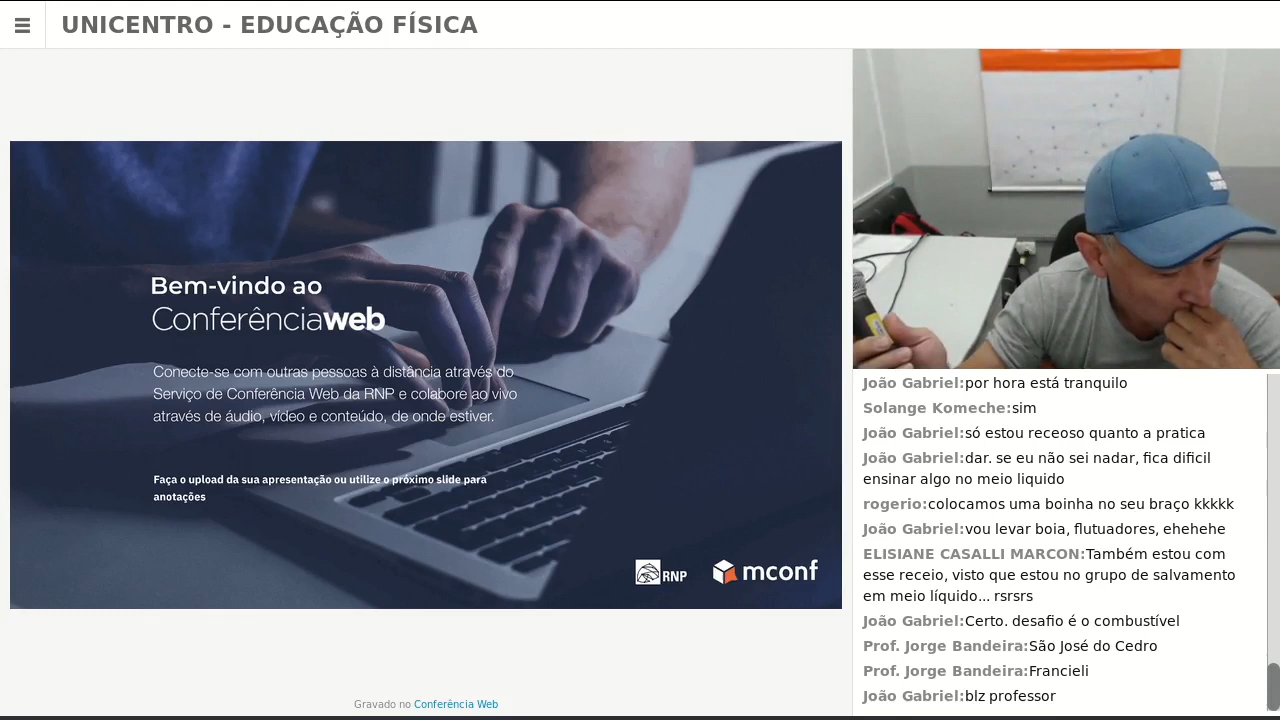 UNICENTRO - EDUCAÇÃO FÍSICA
Bem-vindo ao
Conferênciaweb
Conecte-se com outras pessoas à distância através do
Serviço de Conferência Web da RNP e colabore ao vivo
através de áudio, vídeo e conteúdo, de onde estiver.
Faça o upload da sua apresentação ou utilize o próximo slide para
anotações
RNP
mconf
Gravado no Conferência Web
João Gabriel:por hora está tranquilo
Solange Komeche:sim
João Gabriel:só estou receoso quanto a pratica
João Gabriel:dar. se eu não sei nadar, fica dificil
ensinar algo no meio liquido
rogerio:colocamos uma boinha no seu braço kkkkk
João Gabriel:vou levar boia, flutuadores, ehehehe
ELISIANE CASALLI MARCON:Também estou com
esse receio, visto que estou no grupo de salvamento
em meio líquido... rsrsrs
João Gabriel:Certo. desafio é o combustível
Prof. Jorge Bandeira:São José do Cedro
Prof. Jorge Bandeira:Francieli
João Gabriel:blz professor